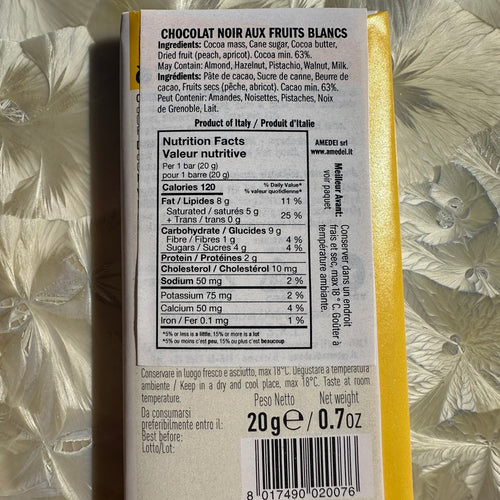 CHOCOLAT NOIR AUX FRUITS BLANCS
Ingredients: Cocoa mass, Cane sugar, Cocoa butter,
Dried fruit (peach, apricot). Cocoa min. 63%.
May Contain: Almond, Hazelnut, Pistachio, Walnut, Milk.
Ingrédients: Pâte de cacao, Sucre de canne, Beurre de
cacao, Fruits secs (pêche, abricot). Cacao min. 63%.
Peut Contenir: Amandes, Noisettes, Pistaches, Noix
de Grenoble, Lait.
Product of Italy / Produit d'Italie
AMEDEI srl
www.amedei.it
Meilleur Avant:
voir paquet
Conserver dans un endroit
frais et sec, max 18°C. Goûter à
température ambiante.
Nutrition Facts
Valeur nutritive
Per 1 bar (20 g)
pour 1 barre (20 g)
Calories 120
% Daily Value*
% valeur quotidienne*
Fat / Lipides 8 g 11 %
Saturated / saturés 5 g
+ Trans / trans 0 g 25 %
Carbohydrate / Glucides 9 g
Fibre / Fibres 1 g 4 %
Sugars / Sucres 4 g 4 %
Protein / Protéines 2 g
Cholesterol / Cholestérol 10 mg
Sodium 50 mg 2 %
Potassium 75 mg 2 %
Calcium 50 mg 4 %
Iron / Fer 0.1 mg 1 %
*5% or less is a little, 15% or more is a lot
*5% ou moins c'est peu, 15% ou plus c'est beaucoup
Conservare in luogo fresco e asciutto, max 18°C. Degustare a temperatura
ambiente / Keep in a dry and cool place, max 18°C. Taste at room
temperature.
Da consumarsi
preferibilmente entro il:
Best before:
Lotto/Lot:
Peso Netto Net weight
20g e / 0.7oz
8 017490 020076